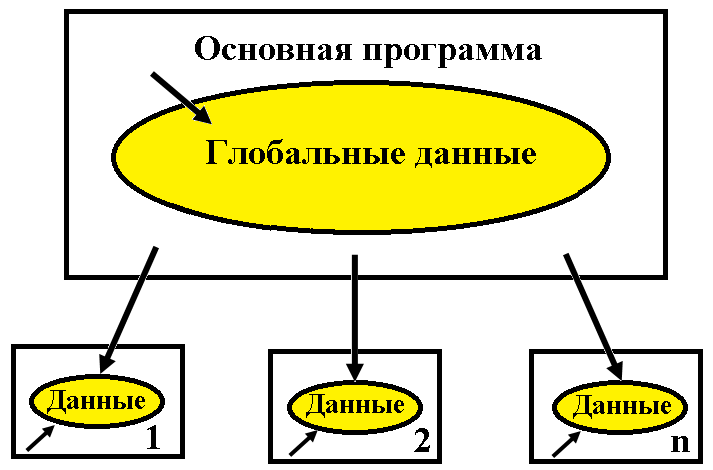 Основная программа
Глобальные данные
Данные
1
Данные
2
Данные
n